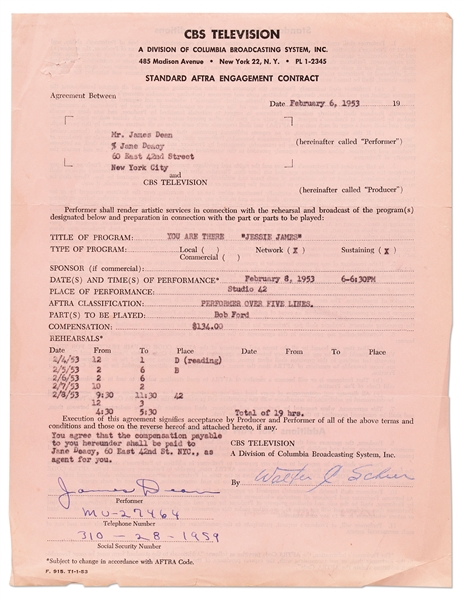 CBS TELEVISION
A DIVISION OF COLUMBIA BROADCASTING SYSTEM, INC.
485 Madison Avenue • New York 22, N. Y. • PL 1-2345
STANDARD AFTRA ENGAGEMENT CONTRACT
Agreement Between
Date February 6, 1953 19
Mr. James Dean (hereinafter called "Performer")
% Jane Deacy
60 East 42nd Street
New York City
and
CBS TELEVISION (hereinafter called "Producer")
Performer shall render artistic services in connection with the rehearsal and broadcast of the program(s)
designated below and preparation in connection with the part or parts to be played:
TITLE OF PROGRAM: YOU ARE THERE "JESSIE JAMES"
TYPE OF PROGRAM: Local ( ) Network ( X ) Sustaining ( X )
Commercial ( )
SPONSOR (if commercial)
DATE(S) AND TIME(S) OF PERFORMANCE* February 8, 1953 6-6:30PM
PLACE OF PERFORMANCE: Studio 42
AFTRA CLASSIFICATION: PERFORMER OVER FIVE LINES.
PART(S) TO BE PLAYED: Bob Ford
COMPENSATION: $134.00
REHEARSALS*
Date From To Place
2/4/53 12 1 D (reading)
2/5/53 2 6 B
2/6/53 2 6
2/7/53 10 2
2/8/53 9:30 11:30 42
12 3
4:30 5:30 Total of 19 hrs.
Execution of this agreement signifies acceptance by Producer and Performer of all of the above terms and
conditions and those on the reverse hereof and attached hereto, if any.
You agree that the compensation payable
to you hereunder shall be paid to
Jane Deacy, 60 East 42nd St. NYC., as
agent for you.
CBS TELEVISION
A Division of Columbia Broadcasting System, Inc.
By
James Dean
Performer
MU-27464
Telephone Number
310-28-1959
Social Security Number
*Subject to change in accordance with AFTRA Code.